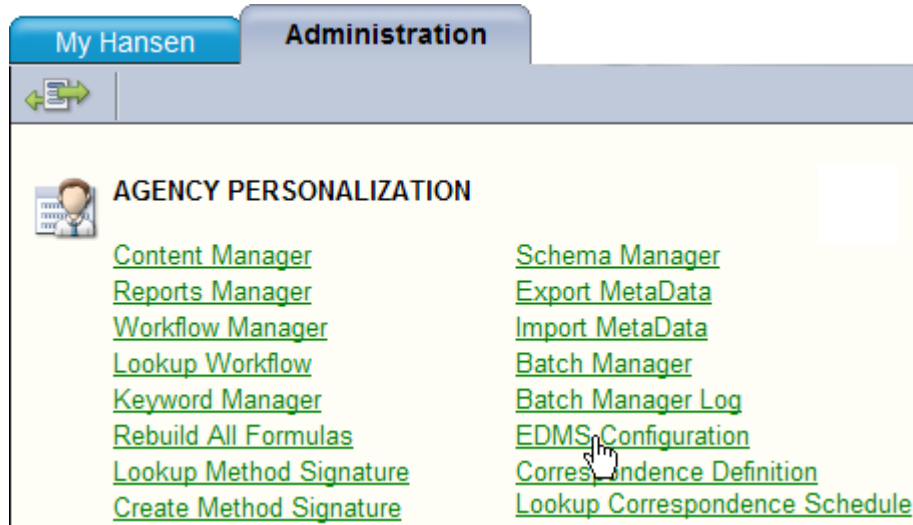 My Hansen
Administration
AGENCY PERSONALIZATION
Content Manager
Reports Manager
Workflow Manager
Lookup Workflow
Keyword Manager
Rebuild All Formulas
Lookup Method Signature
Create Method Signature
Schema Manager
Export MetaData
Import MetaData
Batch Manager
Batch Manager Log
EDMS Configuration
Correspondence Definition
Lookup Correspondence Schedule